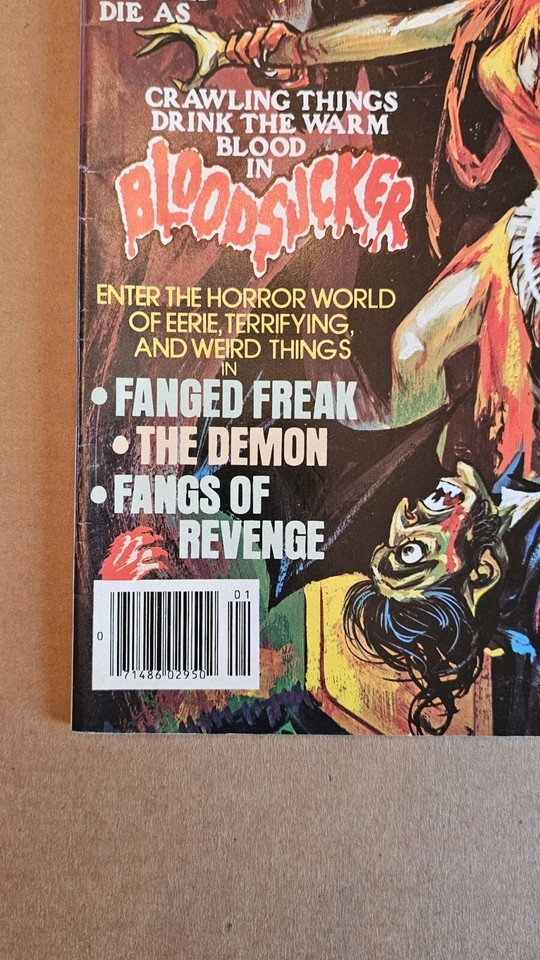 DIE AS
CRAWLING THINGS
DRINK THE WARM
BLOOD
IN
BLOODSUCKER
ENTER THE HORROR WORLD
OF EERIE, TERRIFYING,
AND WEIRD THINGS
IN
• FANGED FREAK
• THE DEMON
• FANGS OF
REVENGE
01
0
71486 02950